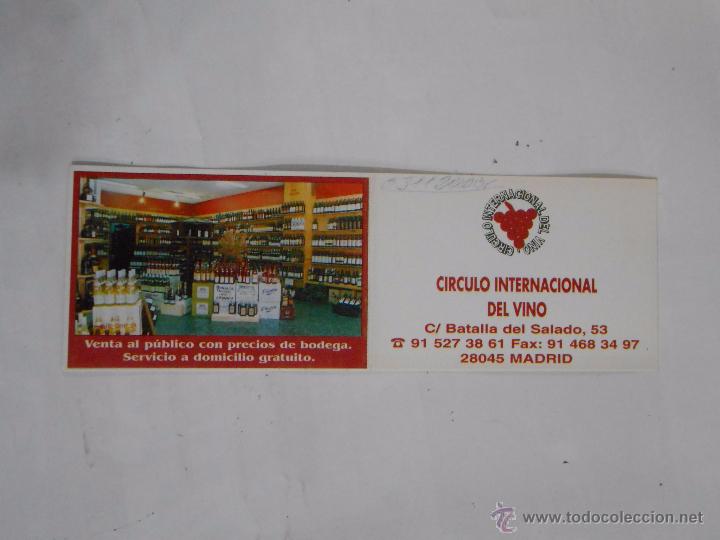 Venta al público con precios de bodega.
Servicio a domicilio gratuito.
CIRCULO INTERNACIONAL DEL VINO
CIRCULO INTERNACIONAL
DEL VINO
C/ Batalla del Salado, 53
☎ 91 527 38 61 Fax: 91 468 34 97
28045 MADRID
www.todocoleccion.net